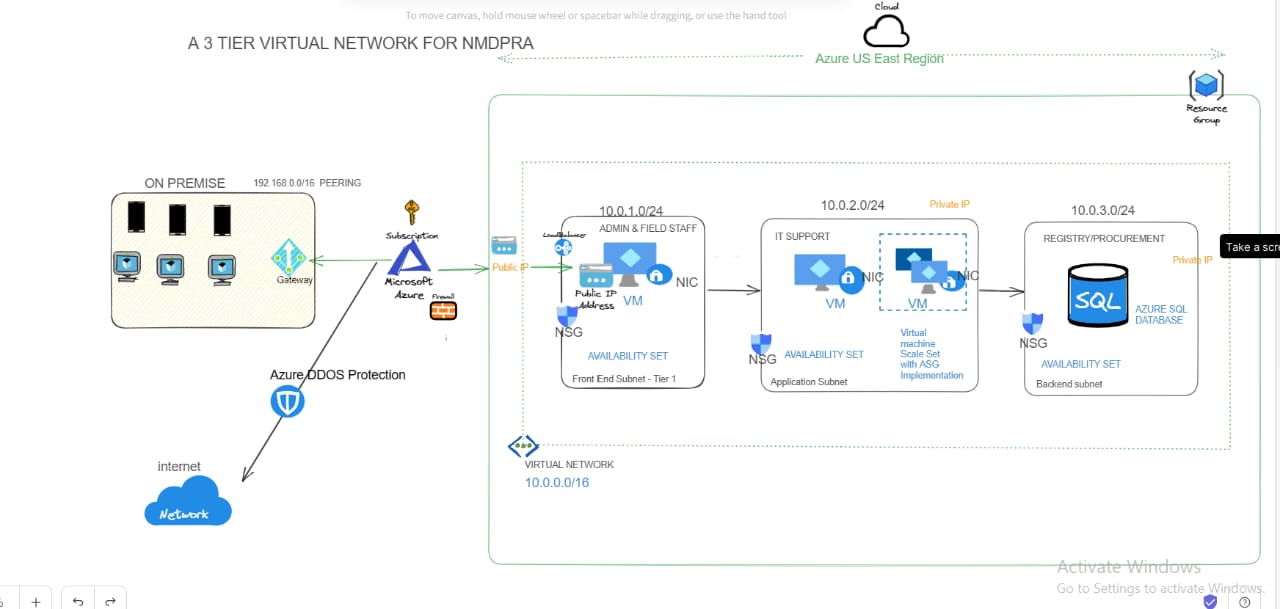 Cloud
To move canvas, hold mouse wheel or spacebar while dragging, or use the hand tool
A 3 TIER VIRTUAL NETWORK FOR NMDPRA
Azure US East Region
Resource
Group
ON PREMISE
192.168.0.0/16 PEERING
Gateway
Subscription
Microsoft
Azure
Firewall
Public IP
10.0.1.0/24
ADMIN & FIELD STAFF
LoadBalancer
NIC
Public IP
Address
VM
NSG
AVAILABILITY SET
Front End Subnet - Tier 1
10.0.2.0/24
Private IP
IT SUPPORT
NIC
VM
NIC
VM
NSG
AVAILABILITY SET
Virtual
machine
Scale Set
with ASG
Implementation
Application Subnet
10.0.3.0/24
REGISTRY/PROCUREMENT
Private IP
Take a scre
SQL
AZURE SQL
DATABASE
NSG
AVAILABILITY SET
Backend subnet
Azure DDOS Protection
internet
Network
VIRTUAL NETWORK
10.0.0.0/16
Activate Windows
Go to Settings to activate Windows.